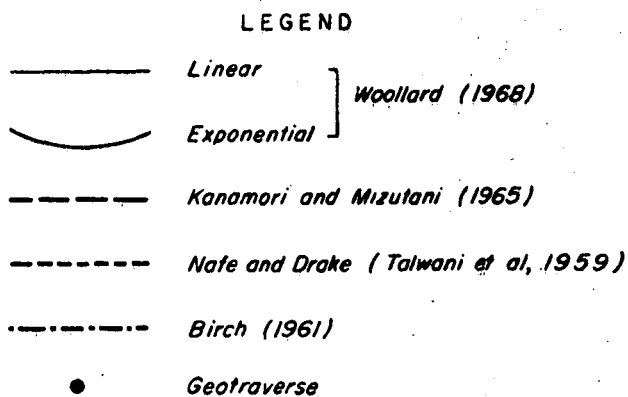 LEGEND
Linear
Woollard (1968)
Exponential
Kanamori and Mizutani (1965)
Nafe and Drake (Talwani et al, 1959)
Birch (1961)
Geotraverse